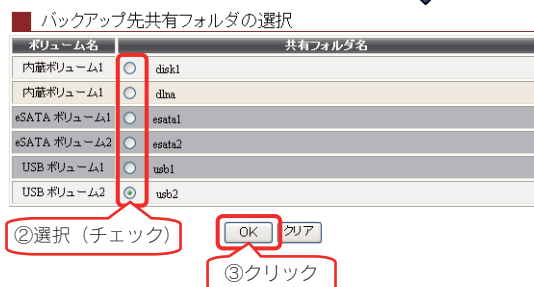 バックアップ先共有フォルダの選択
ボリューム名 共有フォルダ名
内蔵ボリューム1 disk1
内蔵ボリューム1 dlna
eSATA ボリューム1 esata1
eSATA ボリューム2 esata2
USB ボリューム1 usb1
USB ボリューム2 usb2
②選択（チェック）
OK クリア
③クリック